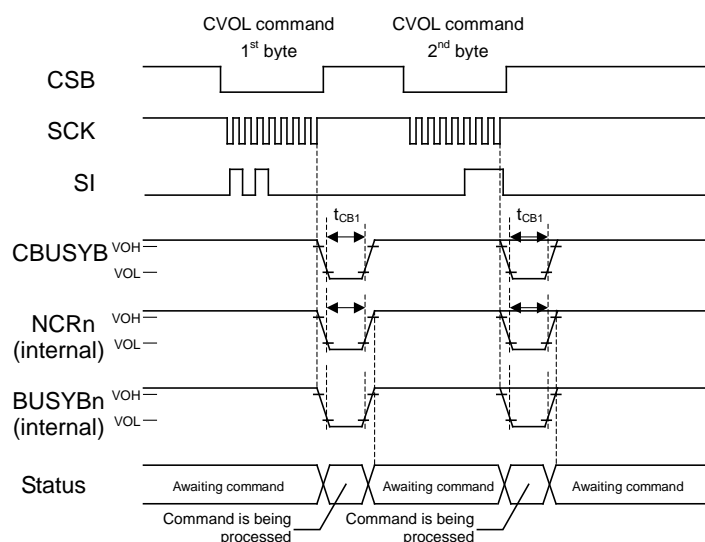 CVOL command
1st byte
CVOL command
2nd byte
CSB
SCK
SI
tCB1
tCB1
CBUSYB
VOH
VOL
NCRn
(internal)
VOH
VOL
BUSYBn
(internal)
VOH
VOL
Status
Awaiting command
Awaiting command
Awaiting command
Command is being
processed
Command is being
processed